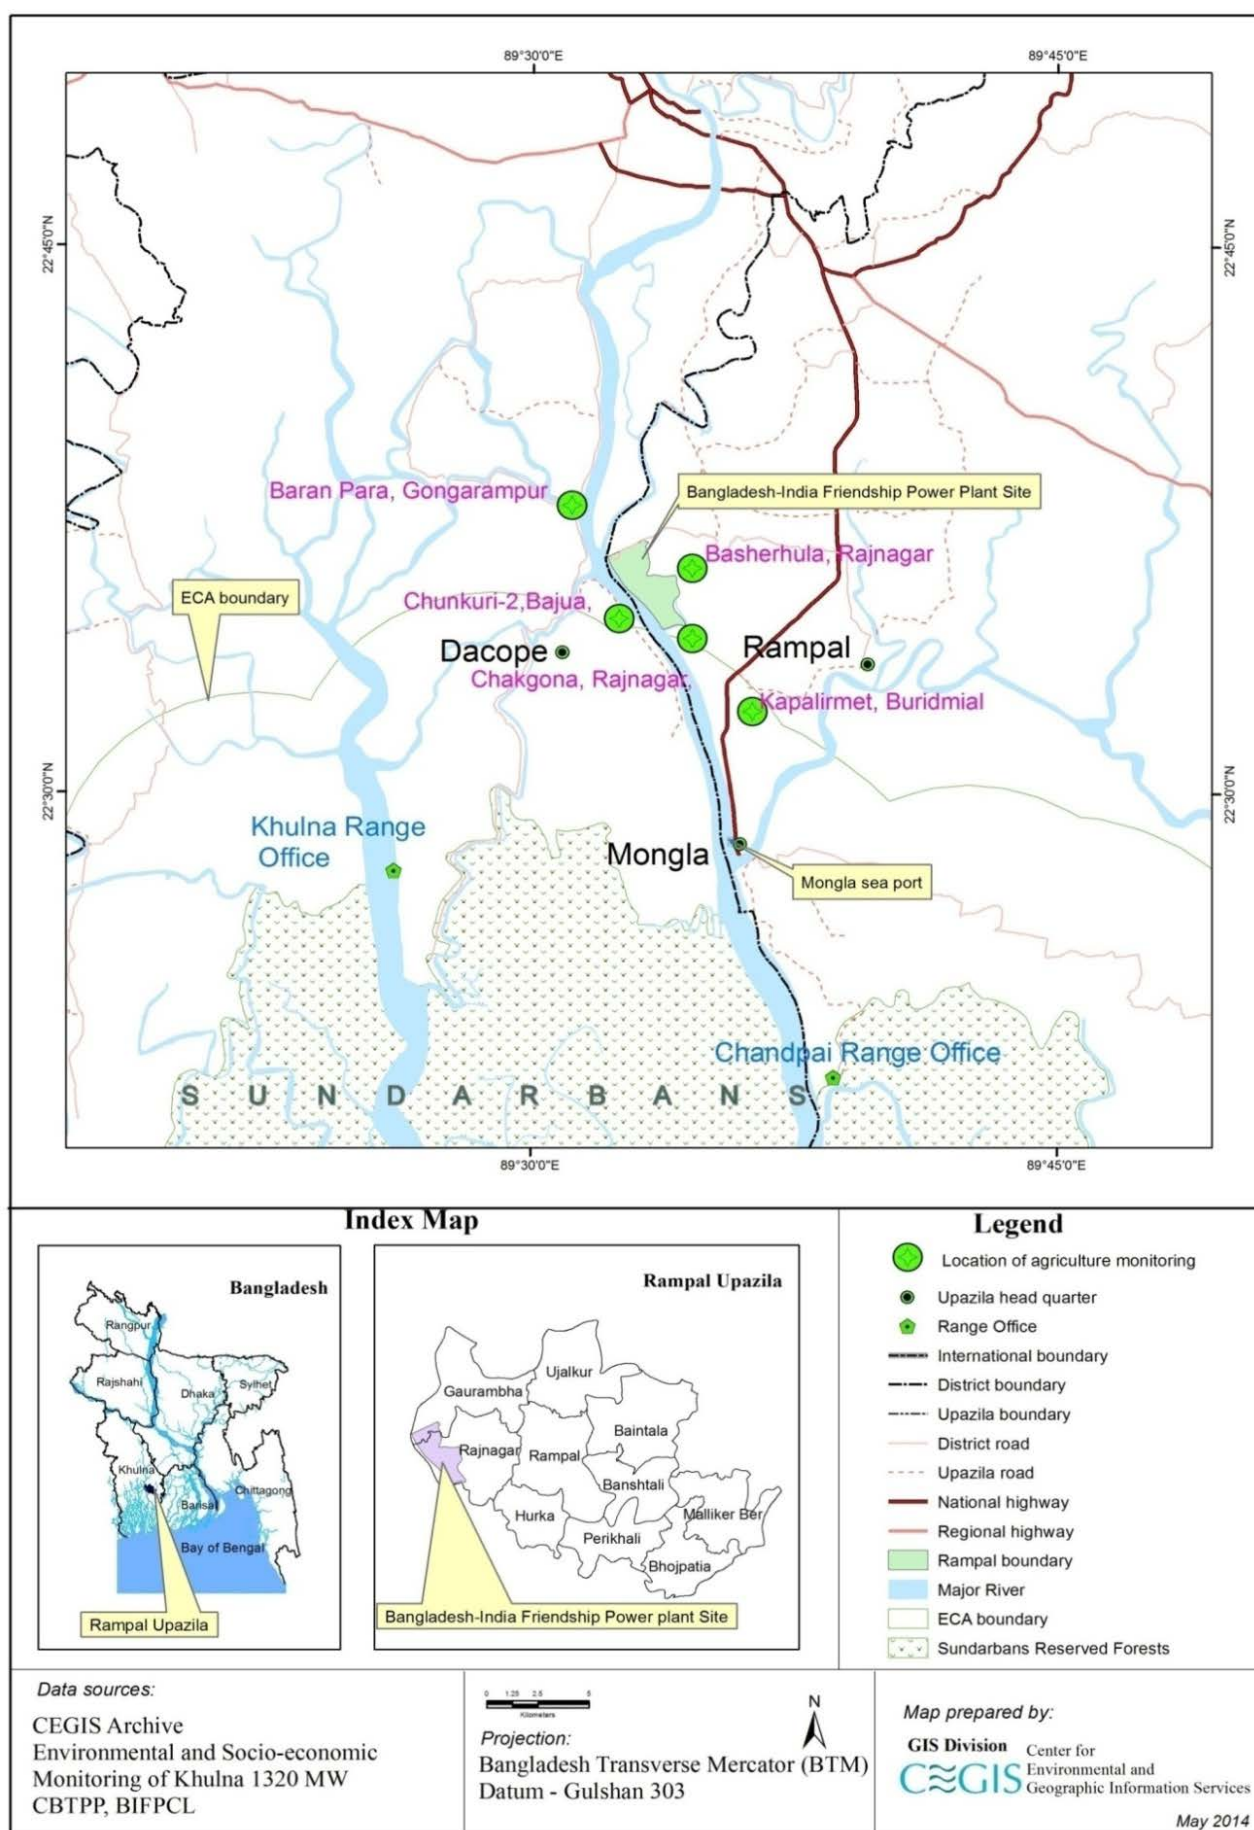 89°30'0"E
89°45'0"E
22°45'0"N
22°45'0"N
Baran Para, Gongarampur
Bangladesh-India Friendship Power Plant Site
Basherhula, Rajnagar
ECA boundary
Chunkuri-2,Bajua,
Dacope
Rampal
Chakgona, Rajnagar,
Kapalirmet, Buridmial
22°30'0"N
22°30'0"N
Khulna Range
Office
Mongla
Mongla sea port
Chandpai Range Office
S U N D A R B A N S
89°30'0"E
89°45'0"E
Index Map
Bangladesh
Rangpur
Rajshahi
Dhaka
Sylhet
Khulna
Barisal
Chittagong
Bay of Bengal
Rampal Upazila
Rampal Upazila
Ujalkur
Gaurambha
Baintala
Rajnagar
Rampal
Banshtali
Hurka
Malliker Ber
Perikhali
Bhojpatia
Bangladesh-India Friendship Power plant Site
Legend
Location of agriculture monitoring
Upazila head quarter
Range Office
International boundary
District boundary
Upazila boundary
District road
Upazila road
National highway
Regional highway
Rampal boundary
Major River
ECA boundary
Sundarbans Reserved Forests
Data sources:
CEGIS Archive
Environmental and Socio-economic
Monitoring of Khulna 1320 MW
CBTPP, BIFPCL
0 1.25 2.5 5
Kilometers
N
Projection:
Bangladesh Transverse Mercator (BTM)
Datum - Gulshan 303
Map prepared by:
GIS Division
CEGIS
Center for
Environmental and
Geographic Information Services
May 2014